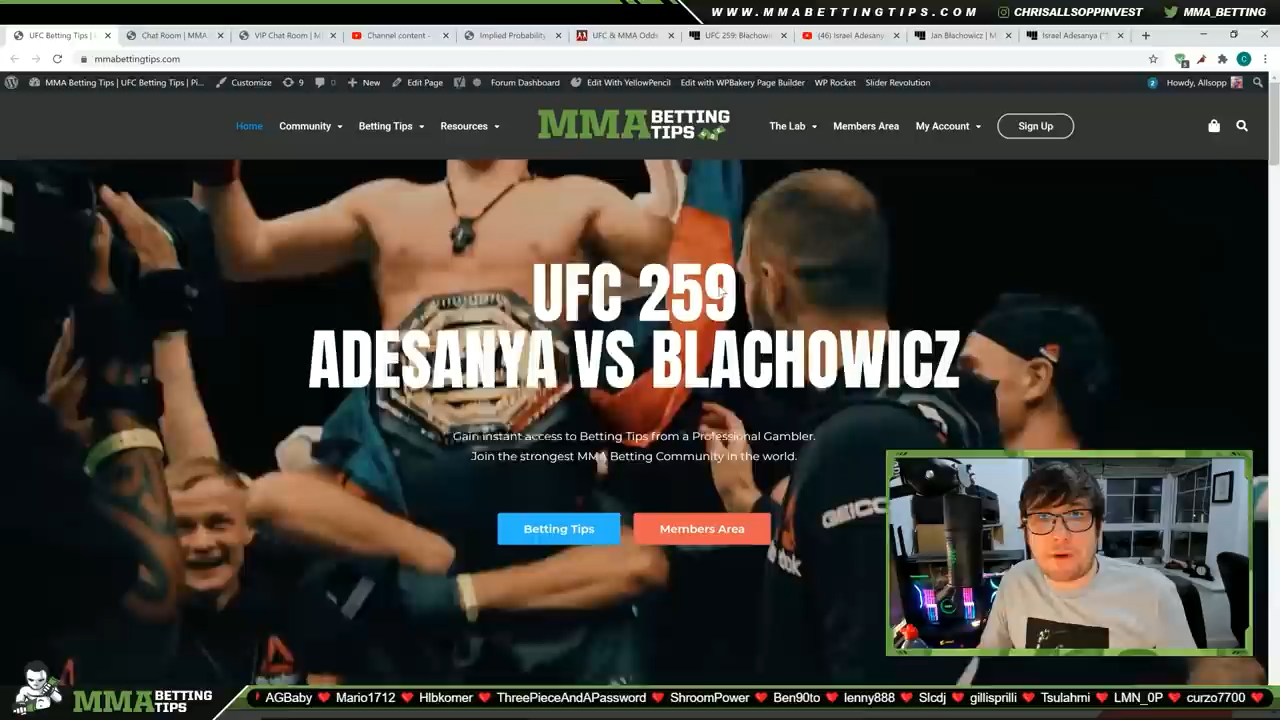 WWW.MMABETTINGTIPS.COM
CHRISALLSOPPINVEST
MMA_BETTING
UFC Betting Tips | 
Chat Room | MMA
VIP Chat Room | M
Channel content -
Implied Probability
UFC & MMA Odds
UFC 259: Blachow
(46) Israel Adesany
Jan Blachowicz | M
Israel Adesanya ("T
mmabettingtips.com
MMA Betting Tips | UFC Betting Tips | Pi...
Customize
9
0
New
Edit Page
Forum Dashboard
Edit With YellowPencil
Edit with WPBakery Page Builder
WP Rocket
Slider Revolution
2
Howdy, Allsopp
Home
Community
Betting Tips
Resources
MMA BETTING TIPS
The Lab
Members Area
My Account
Sign Up
UFC 259
ADESANYA VS BLACHOWICZ
Gain instant access to Betting Tips from a Professional Gambler.
Join the strongest MMA Betting Community in the world.
Betting Tips
Members Area
GEICO
MMA BETTING TIPS
AGBaby
Mario1712
Hlbkomer
ThreePieceAndAPassword
ShroomPower
Ben90to
lenny888
Slcdj
gillisprilli
Tsulahmi
LMN_0P
curzo7700